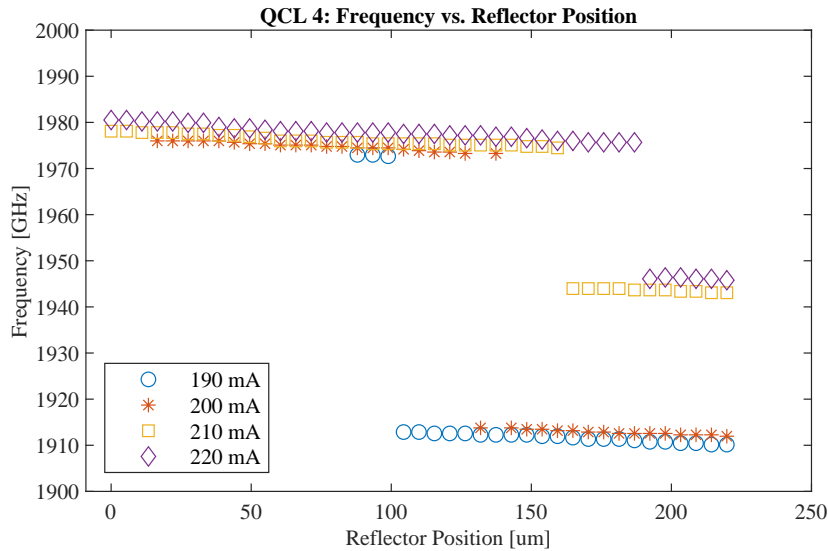 QCL 4: Frequency vs. Reflector Position
2000
1990
1980
1970
1960
1950
1940
1930
1920
1910
1900
Frequency [GHz]
190 mA
200 mA
210 mA
220 mA
0
50
100
150
200
250
Reflector Position [um]